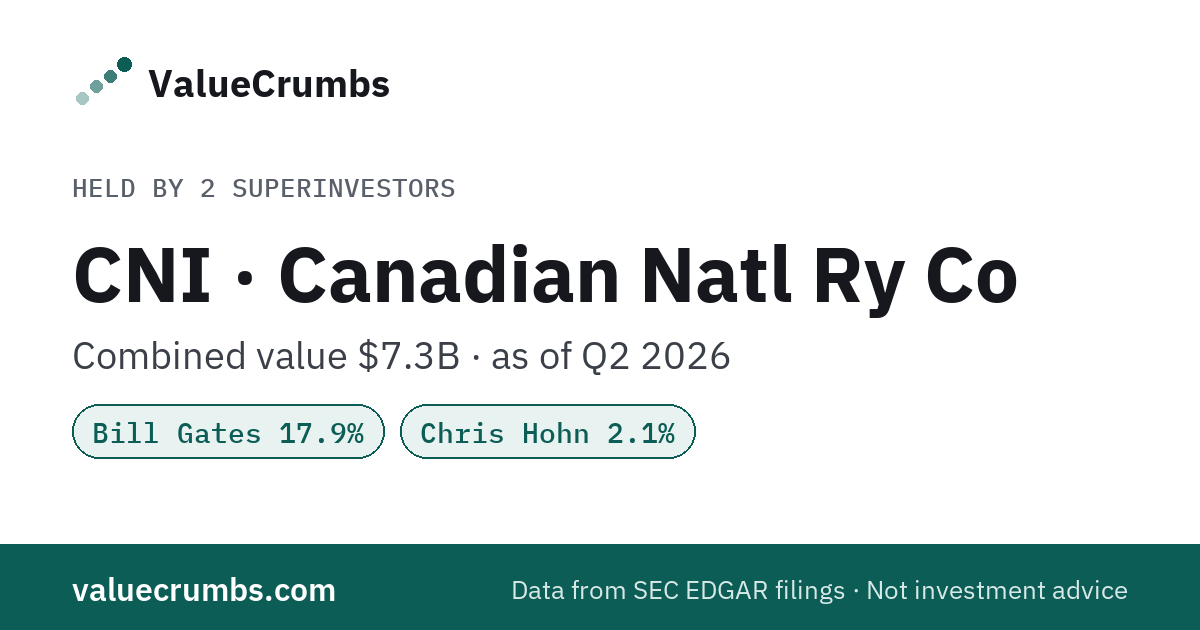 ValueCrumbs
HELD BY 2 SUPERINVESTORS
CNI · Canadian Natl Ry Co
Combined value $7.3B · as of Q2 2026
Bill Gates 17.9% Chris Hohn 2.1%
valuecrumbs.com Data from SEC EDGAR filings · Not investment advice